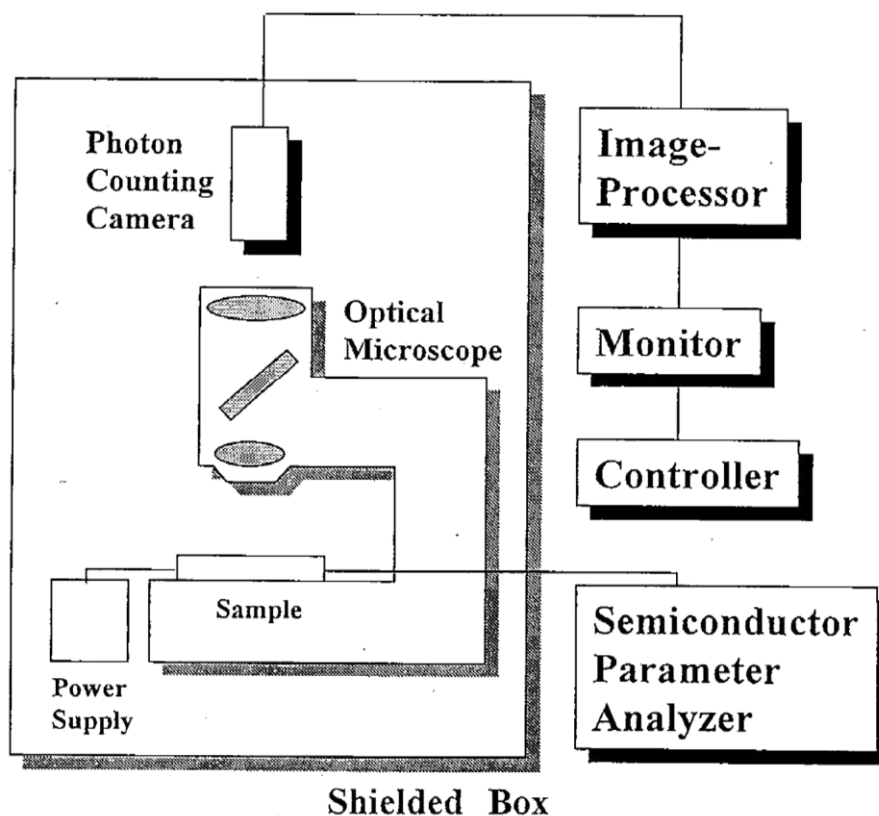 Photon
Counting
Camera
Image-
Processor
Optical
Microscope
Monitor
Controller
Sample
Power
Supply
Semiconductor
Parameter
Analyzer
Shielded Box